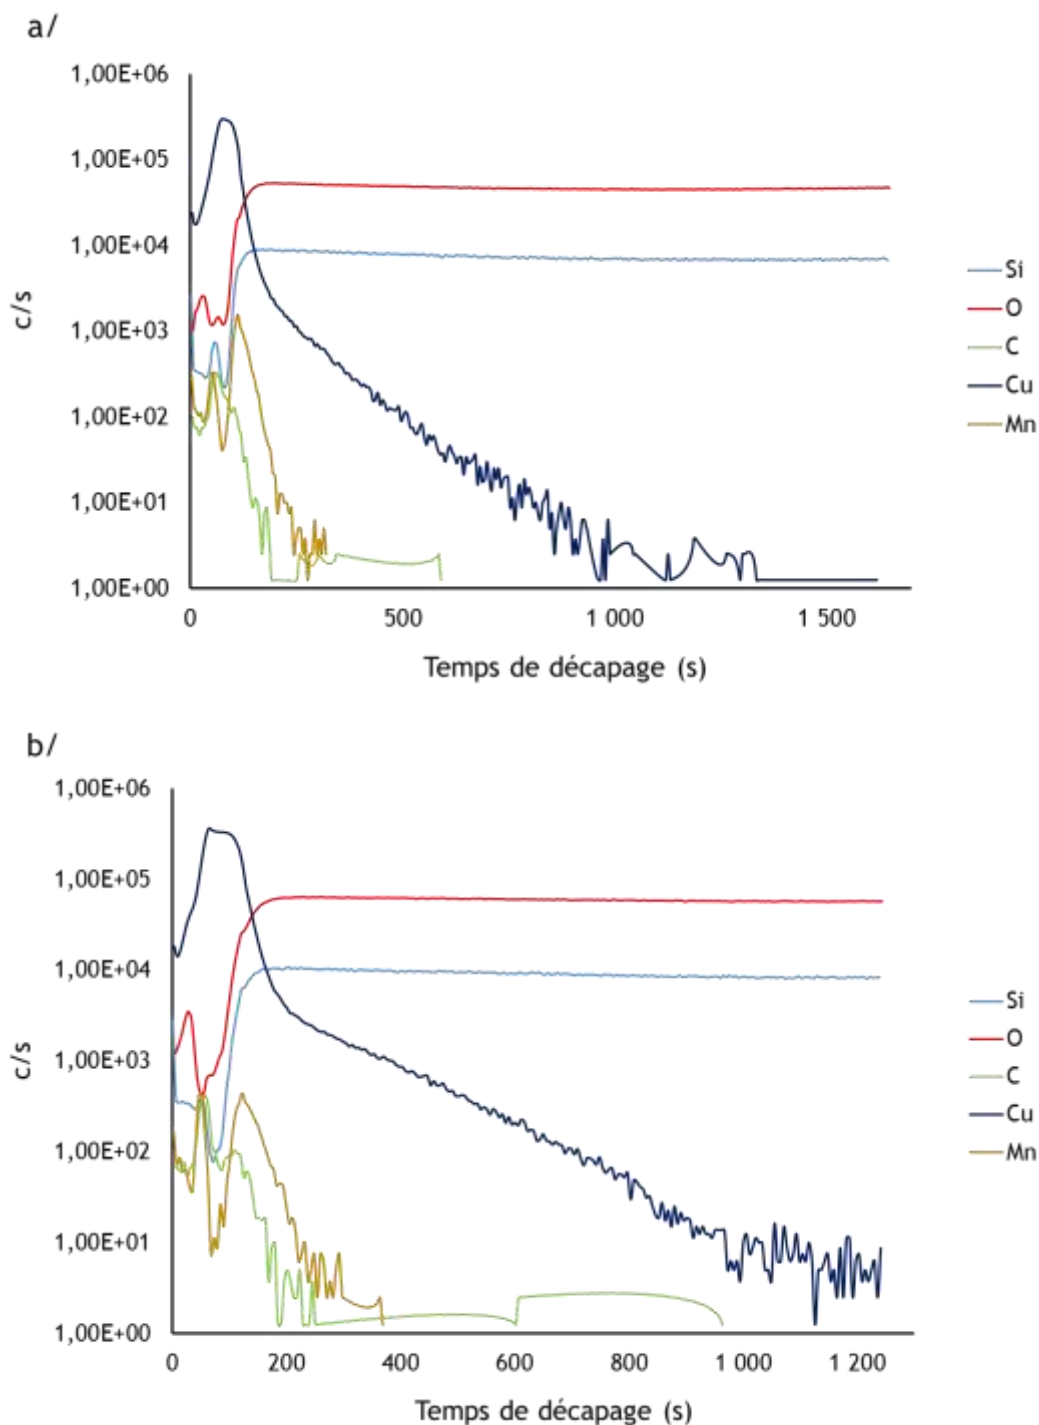 a/
1,00E+06
1,00E+05
1,00E+04
1,00E+03
1,00E+02
1,00E+01
1,00E+00
c/s
0 500 1 000 1 500
Temps de décapage (s)
Si
O
C
Cu
Mn
b/
1,00E+06
1,00E+05
1,00E+04
1,00E+03
1,00E+02
1,00E+01
1,00E+00
c/s
0 200 400 600 800 1 000 1 200
Temps de décapage (s)
Si
O
C
Cu
Mn